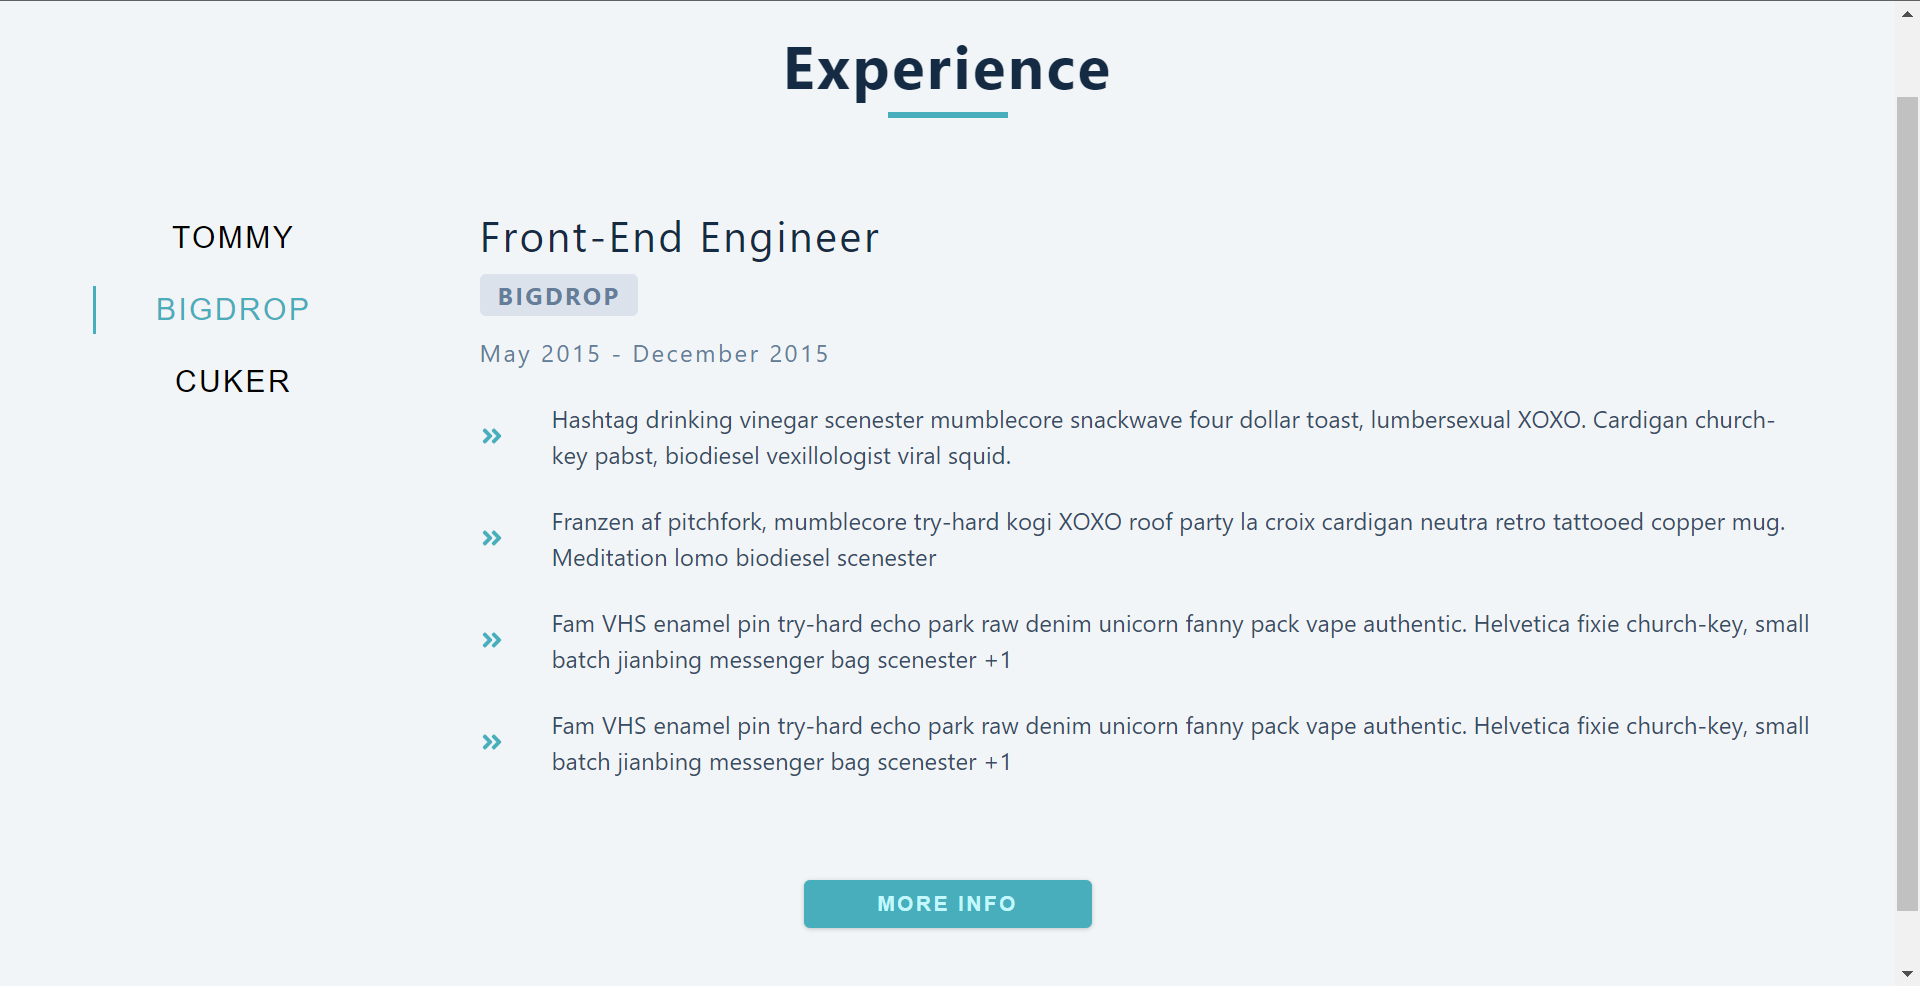 Experience
TOMMY
BIGDROP
CUKER
Front-End Engineer
BIGDROP
May 2015 - December 2015
Hashtag drinking vinegar scenester mumblecore snackwave four dollar toast, lumbersexual XOXO. Cardigan church-
key pabst, biodiesel vexillologist viral squid.
Franzen af pitchfork, mumblecore try-hard kogi XOXO roof party la croix cardigan neutra retro tattooed copper mug.
Meditation lomo biodiesel scenester
Fam VHS enamel pin try-hard echo park raw denim unicorn fanny pack vape authentic. Helvetica fixie church-key, small
batch jianbing messenger bag scenester +1
Fam VHS enamel pin try-hard echo park raw denim unicorn fanny pack vape authentic. Helvetica fixie church-key, small
batch jianbing messenger bag scenester +1
MORE INFO